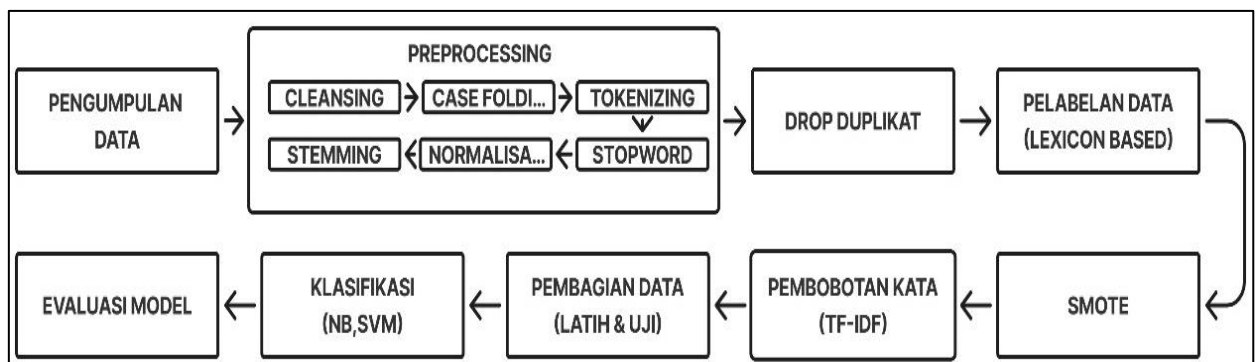 PENGUMPULAN
DATA
PREPROCESSING
CLEANSING
CASE FOLDI...
TOKENIZING
STOPWORD
NORMALISA...
STEMMING
DROP DUPLIKAT
PELABELAN DATA
(LEXICON BASED)
SMOTE
PEMBOBOTAN KATA
(TF-IDF)
PEMBAGIAN DATA
(LATIH & UJI)
KLASIFIKASI
(NB,SVM)
EVALUASI MODEL